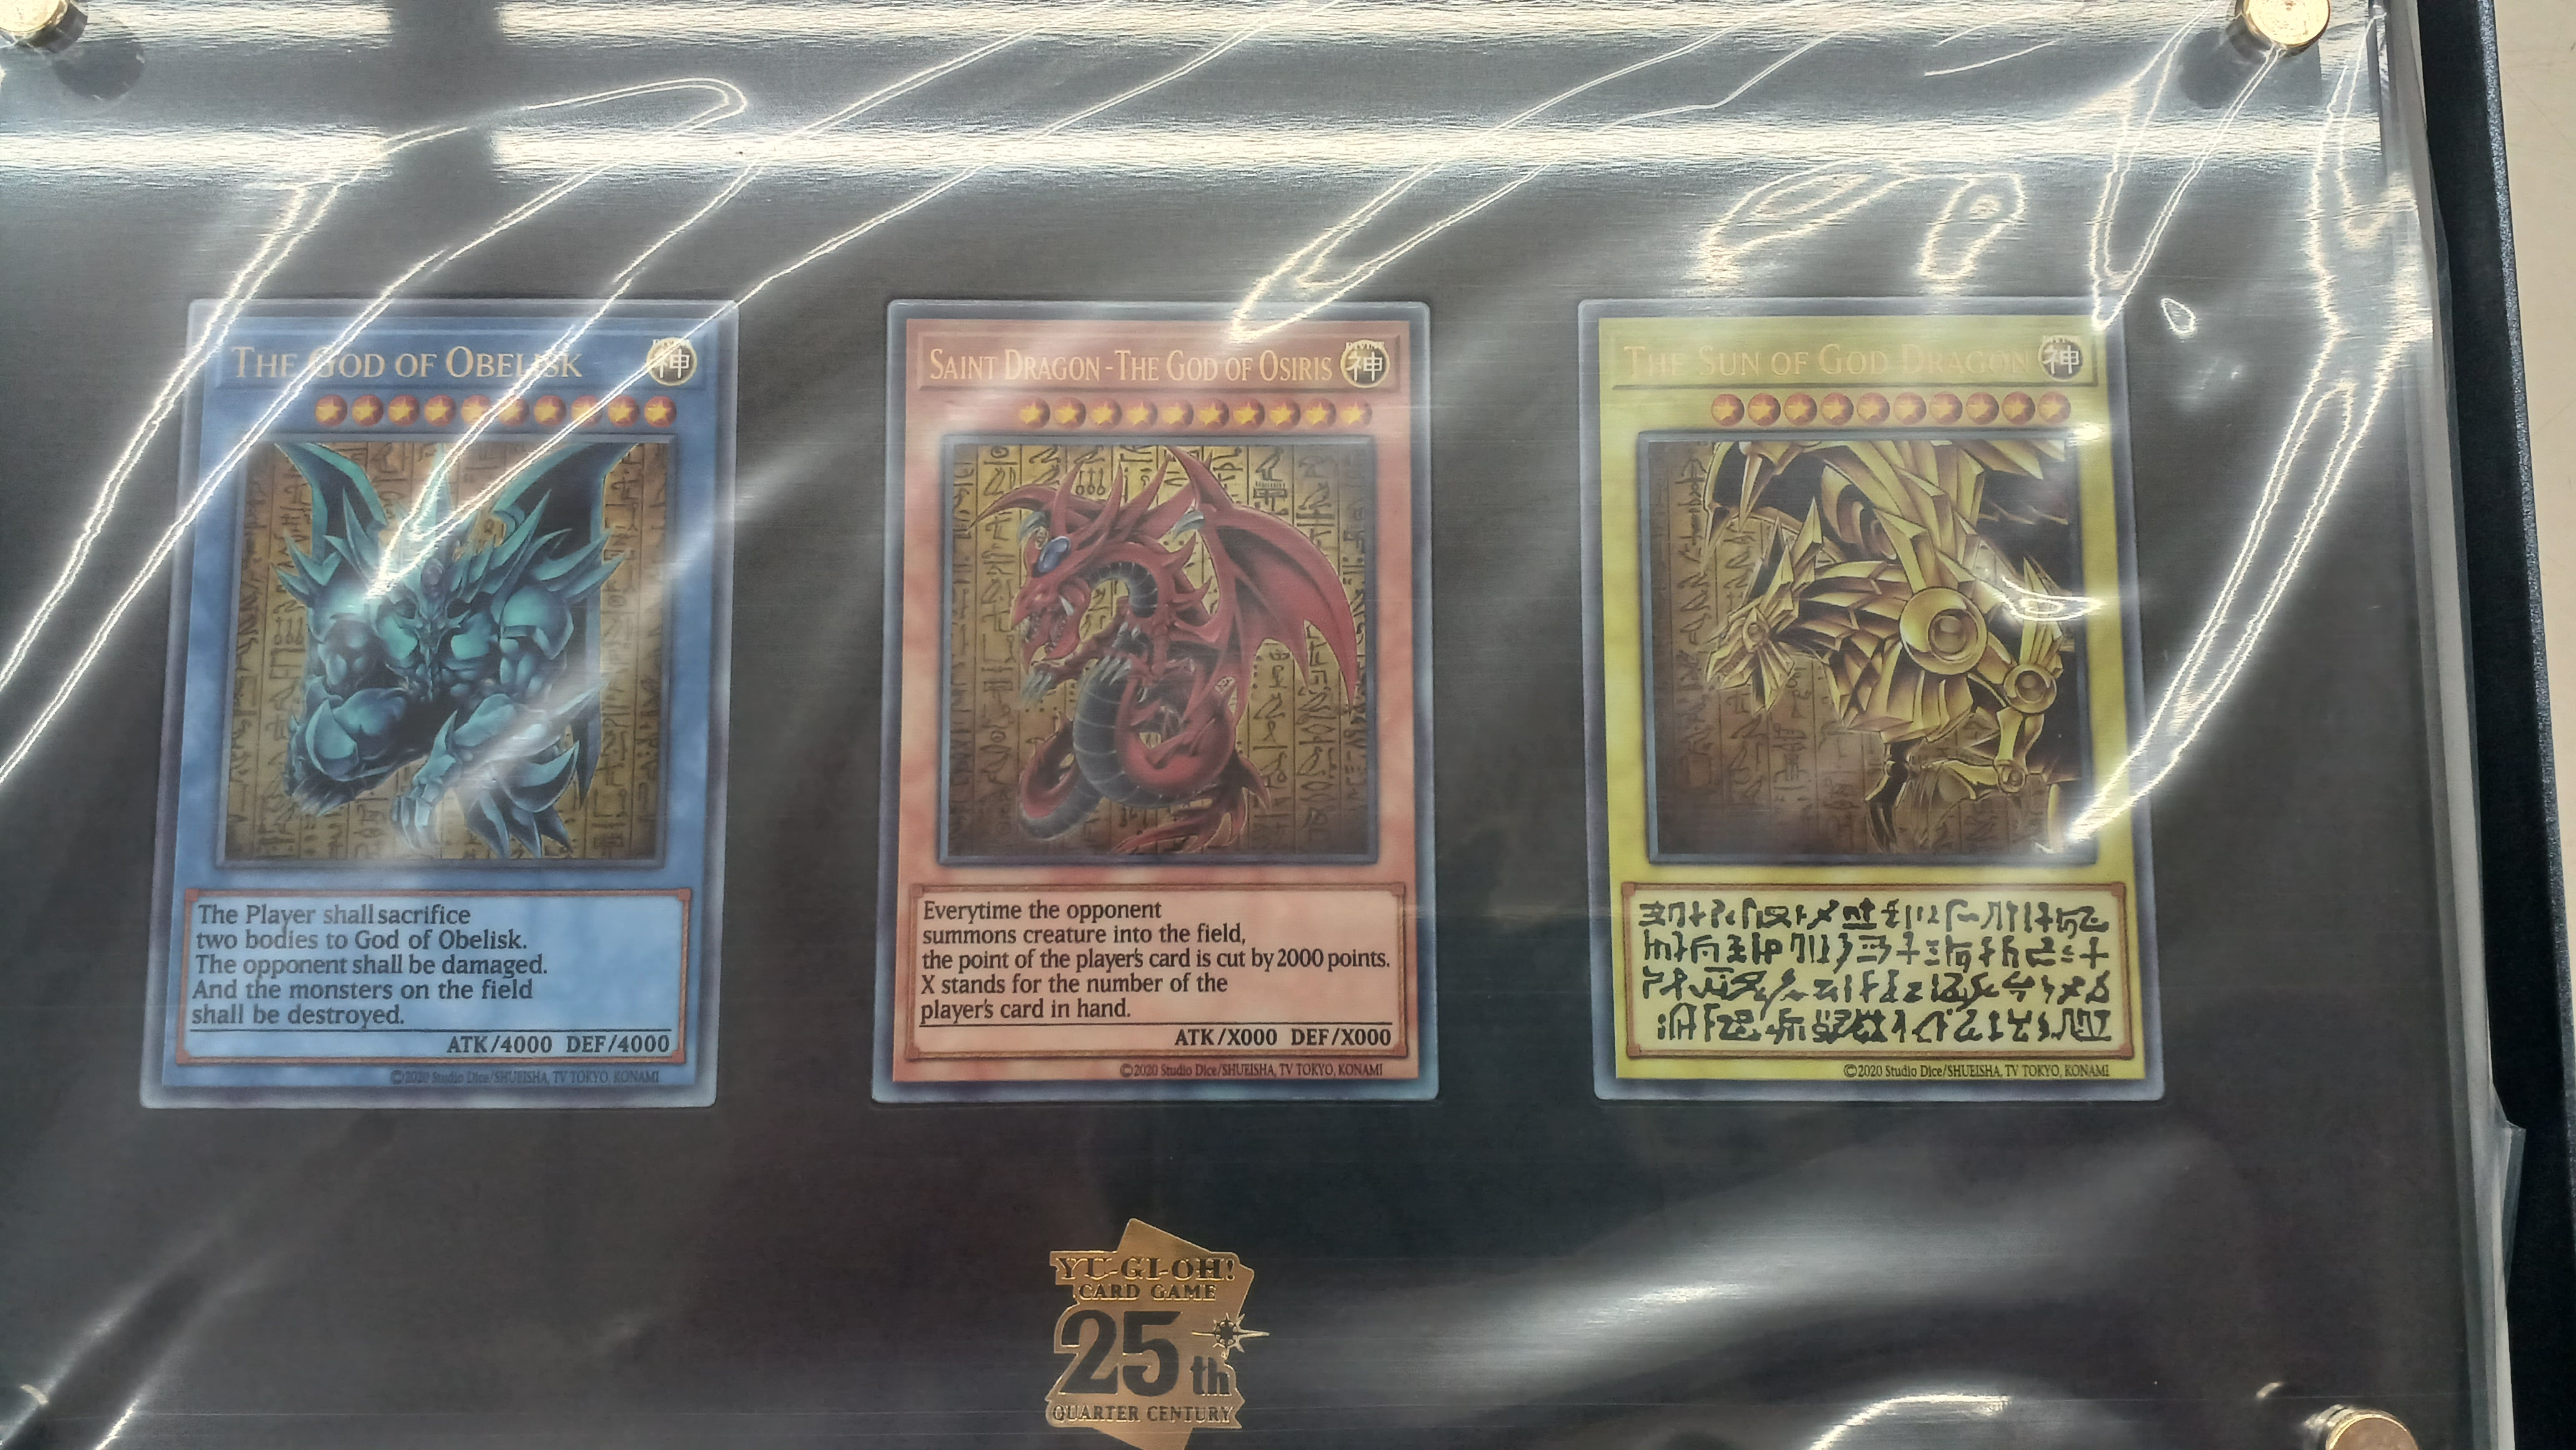 THE GOD OF OBELISK
神
The Player shall sacrifice
two bodies to God of Obelisk.
The opponent shall be damaged.
And the monsters on the field
shall be destroyed.
ATK/4000 DEF/4000
©2020 Studio Dice/SHUEISHA, TV TOKYO, KONAMI
SAINT DRAGON-THE GOD OF OSIRIS
神
Everytime the opponent
summons creature into the field,
the point of the player's card is cut by 2000 points.
X stands for the number of the
player's card in hand.
ATK/X000 DEF/X000
©2020 Studio Dice/SHUEISHA, TV TOKYO, KONAMI
THE SUN OF GOD DRAGON
神
©2020 Studio Dice/SHUEISHA, TV TOKYO, KONAMI
YU-GI-OH!
CARD GAME
25th
QUARTER CENTURY